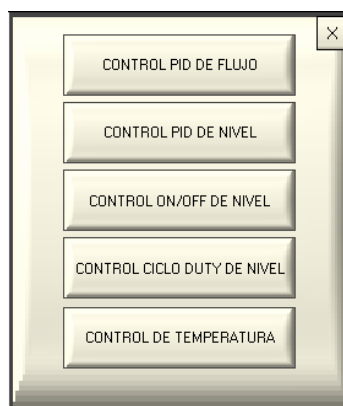 X
CONTROL PID DE FLUJO
CONTROL PID DE NIVEL
CONTROL ON/OFF DE NIVEL
CONTROL CICLO DUTY DE NIVEL
CONTROL DE TEMPERATURA